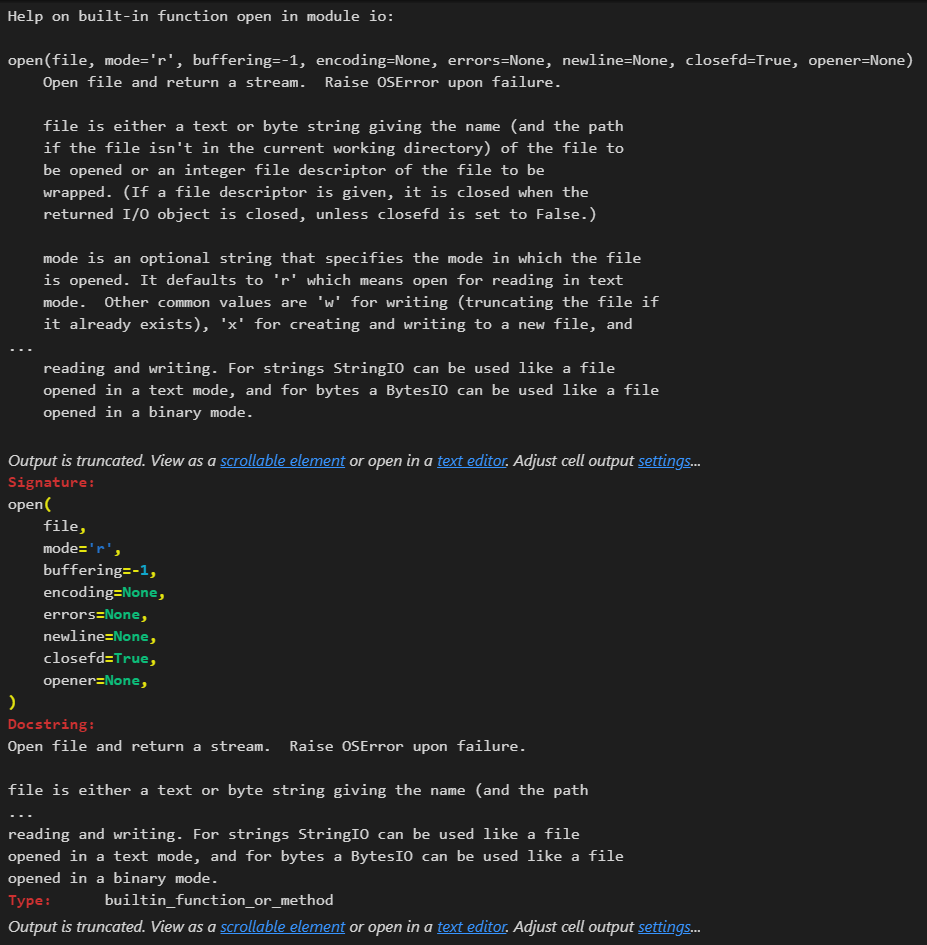 Help on built-in function open in module io:

open(file, mode='r', buffering=-1, encoding=None, errors=None, newline=None, closefd=True, opener=None)
    Open file and return a stream.  Raise OSError upon failure.

    file is either a text or byte string giving the name (and the path
    if the file isn't in the current working directory) of the file to
    be opened or an integer file descriptor of the file to be
    wrapped. (If a file descriptor is given, it is closed when the
    returned I/O object is closed, unless closefd is set to False.)

    mode is an optional string that specifies the mode in which the file
    is opened. It defaults to 'r' which means open for reading in text
    mode.  Other common values are 'w' for writing (truncating the file if
    it already exists), 'x' for creating and writing to a new file, and
...
    reading and writing. For strings StringIO can be used like a file
    opened in a text mode, and for bytes a BytesIO can be used like a file
    opened in a binary mode.

Output is truncated. View as a scrollable element or open in a text editor. Adjust cell output settings...
Signature:
open(
    file,
    mode='r',
    buffering=-1,
    encoding=None,
    errors=None,
    newline=None,
    closefd=True,
    opener=None,
)
Docstring:
Open file and return a stream.  Raise OSError upon failure.

file is either a text or byte string giving the name (and the path
...
reading and writing. For strings StringIO can be used like a file
opened in a text mode, and for bytes a BytesIO can be used like a file
opened in a binary mode.
Type:      builtin_function_or_method
Output is truncated. View as a scrollable element or open in a text editor. Adjust cell output settings...